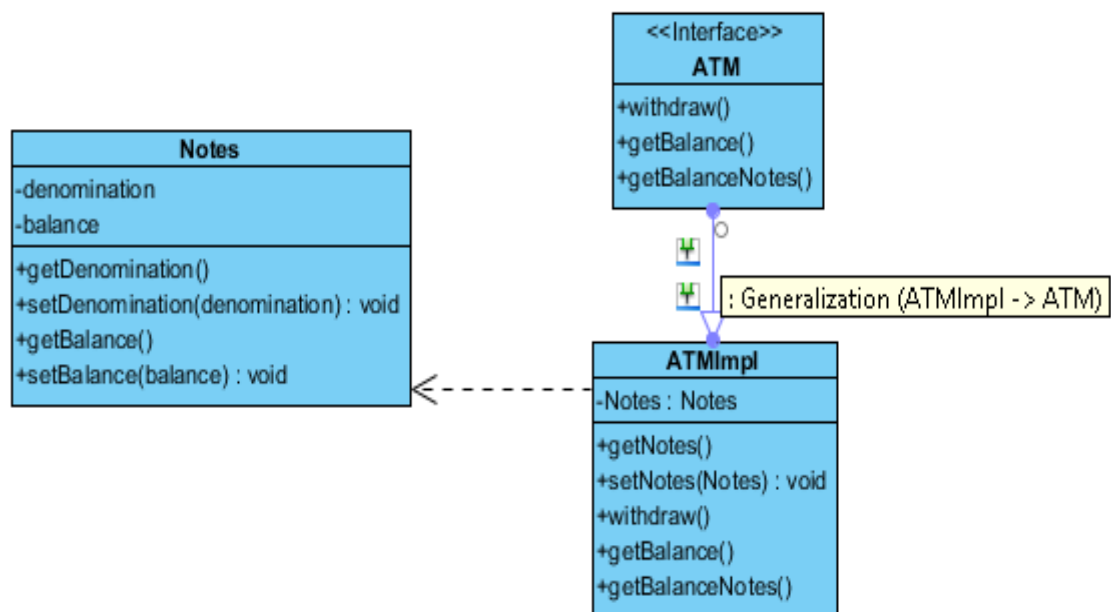 <<Interface>>
ATM
+withdraw()
+getBalance()
+getBalanceNotes()
Notes
-denomination
-balance
+getDenomination()
+setDenomination(denomination) : void
+getBalance()
+setBalance(balance) : void
: Generalization (ATMImpl -> ATM)
ATMImpl
-Notes : Notes
+getNotes()
+setNotes(Notes) : void
+withdraw()
+getBalance()
+getBalanceNotes()